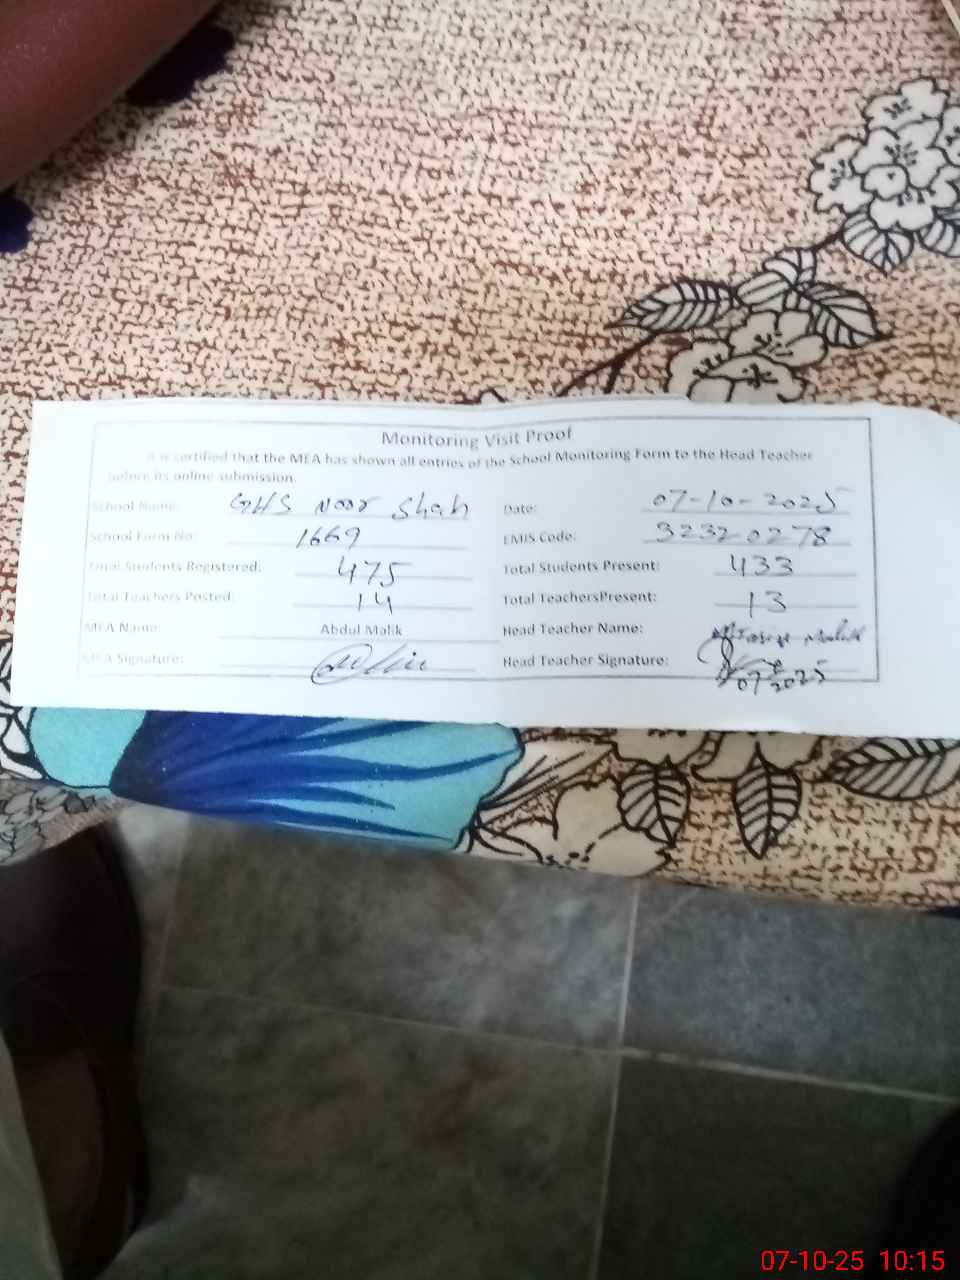 Monitoring Visit Proof
It is certified that the MEA has shown all entries of the School Monitoring Form to the Head Teacher
before its online submission.
School Name: GHS Noor Shah Date: 07-10-2025
School Form No: 1669 EMIS Code: 32320278
Total Students Registered: 475 Total Students Present: 433
Total Teachers Posted: 14 Total TeachersPresent: 13
MEA Name: Abdul Malik Head Teacher Name: Malik
MEA Signature: Head Teacher Signature:
07 2025
07-10-25 10:15